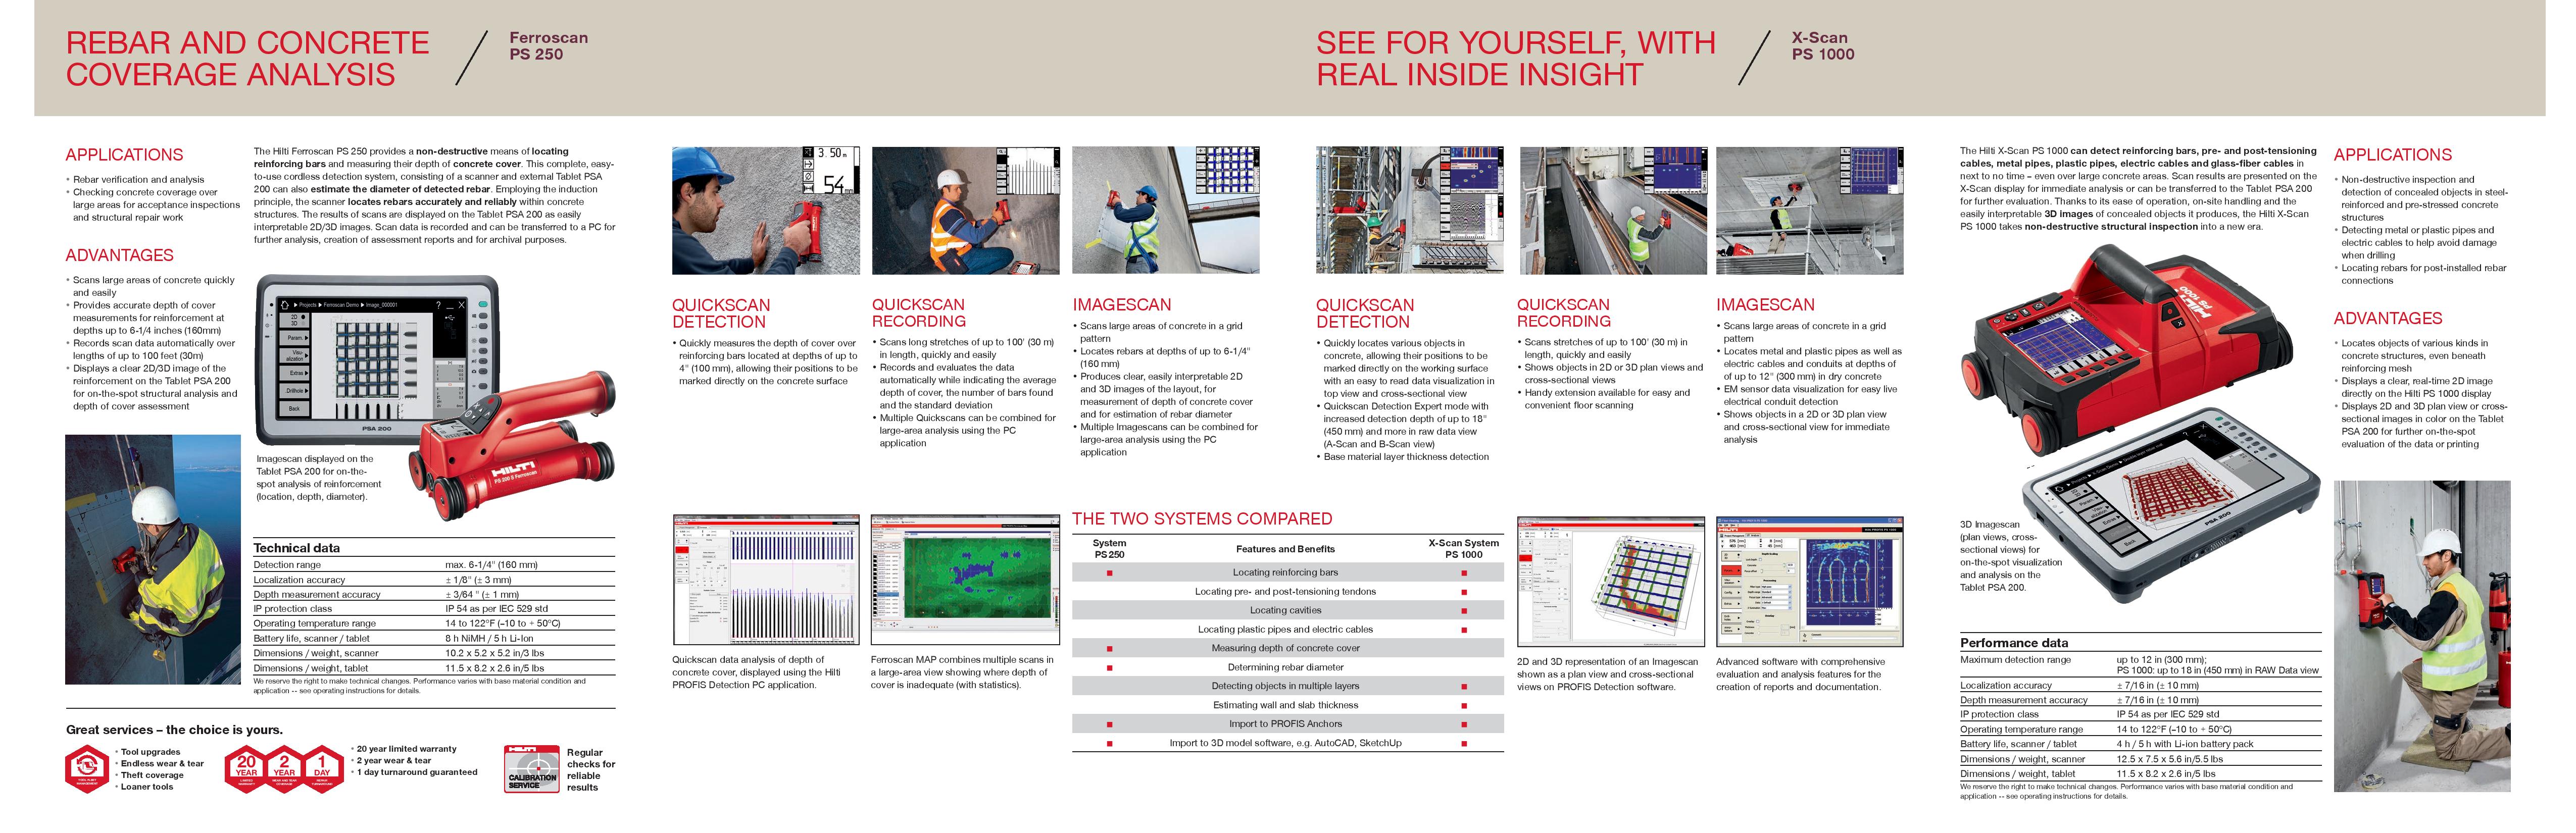 REBAR AND CONCRETE
COVERAGE ANALYSIS
Ferroscan
PS 250
APPLICATIONS
• Rebar verification and analysis
• Checking concrete coverage over
large areas for acceptance inspections
and structural repair work
ADVANTAGES
• Scans large areas of concrete quickly
and easily
• Provides accurate depth of cover
measurements for reinforcement at
depths up to 6-1/4 inches (160mm)
• Records scan data automatically over
lengths of up to 100 feet (30m)
• Displays a clear 2D/3D image of the
reinforcement on the Tablet PSA 200
for on-the-spot structural analysis and
depth of cover assessment
The Hilti Ferroscan PS 250 provides a non-destructive means of locating
reinforcing bars and measuring their depth of concrete cover. This complete, easy-
to-use cordless detection system, consisting of a scanner and external Tablet PSA
200 can also estimate the diameter of detected rebar. Employing the induction
principle, the scanner locates rebars accurately and reliably within concrete
structures. The results of scans are displayed on the Tablet PSA 200 as easily
interpretable 2D/3D images. Scan data is recorded and can be transferred to a PC for
further analysis, creation of assessment reports and for archival purposes.
Projects Ferroscan Demo Image_000001
2D
3D
Param.
Visu
alization
Extras
Drillhole
Back
PSA 200
HILTI
PS 200 S Ferroscan
Imagescan displayed on the
Tablet PSA 200 for on-the-
spot analysis of reinforcement
(location, depth, diameter).
Technical data
Detection range max. 6-1/4" (160 mm)
Localization accuracy ± 1/8" (± 3 mm)
Depth measurement accuracy ± 3/64 " (± 1 mm)
IP protection class IP 54 as per IEC 529 std
Operating temperature range 14 to 122°F (–10 to + 50°C)
Battery life, scanner / tablet 8 h NiMH / 5 h Li-Ion
Dimensions / weight, scanner 10.2 x 5.2 x 5.2 in/3 lbs
Dimensions / weight, tablet 11.5 x 8.2 x 2.6 in/5 lbs
We reserve the right to make technical changes. Performance varies with base material condition and
application -- see operating instructions for details.
Great services – the choice is yours.
• Tool upgrades
• Endless wear & tear
• Theft coverage
• Loaner tools
20
YEAR
2
YEAR
1
DAY
• 20 year limited warranty
• 2 year wear & tear
• 1 day turnaround guaranteed
HILTI
CALIBRATION
SERVICE
Regular
checks for
reliable
results
3.50
54
QUICKSCAN
DETECTION
• Quickly measures the depth of cover over
reinforcing bars located at depths of up to
4" (100 mm), allowing their positions to be
marked directly on the concrete surface
QUICKSCAN
RECORDING
• Scans long stretches of up to 100' (30 m)
in length, quickly and easily
• Records and evaluates the data
automatically while indicating the average
depth of cover, the number of bars found
and the standard deviation
• Multiple Quickscans can be combined for
large-area analysis using the PC
application
IMAGESCAN
• Scans large areas of concrete in a grid
pattern
• Locates rebars at depths of up to 6-1/4"
(160 mm)
• Produces clear, easily interpretable 2D
and 3D images of the layout, for
measurement of depth of concrete cover
and for estimation of rebar diameter
• Multiple Imagescans can be combined for
large-area analysis using the PC
application
Quickscan data analysis of depth of
concrete cover, displayed using the Hilti
PROFIS Detection PC application.
Ferroscan MAP combines multiple scans in
a large-area view showing where depth of
cover is inadequate (with statistics).
THE TWO SYSTEMS COMPARED
System
PS 250
Features and Benefits
X-Scan System
PS 1000
■ Locating reinforcing bars ■
Locating pre- and post-tensioning tendons ■
Locating cavities ■
Locating plastic pipes and electric cables ■
■ Measuring depth of concrete cover
■ Determining rebar diameter
Detecting objects in multiple layers ■
Estimating wall and slab thickness ■
■ Import to PROFIS Anchors ■
■ Import to 3D model software, e.g. AutoCAD, SketchUp ■
SEE FOR YOURSELF, WITH
REAL INSIDE INSIGHT
X-Scan
PS 1000
QUICKSCAN
DETECTION
• Quickly locates various objects in
concrete, allowing their positions to be
marked directly on the working surface
with an easy to read data visualization in
top view and cross-sectional view
• Quickscan Detection Expert mode with
increased detection depth of up to 18"
(450 mm) and more in raw data view
(A-Scan and B-Scan view)
• Base material layer thickness detection
QUICKSCAN
RECORDING
• Scans stretches of up to 100' (30 m) in
length, quickly and easily
• Shows objects in 2D or 3D plan views and
cross-sectional views
• Handy extension available for easy and
convenient floor scanning
IMAGESCAN
• Scans large areas of concrete in a grid
pattern
• Locates metal and plastic pipes as well as
electric cables and conduits at depths of
of up to 12" (300 mm) in dry concrete
• EM sensor data visualization for easy live
electrical conduit detection
• Shows objects in a 2D or 3D plan view
and cross-sectional view for immediate
analysis
2D and 3D representation of an Imagescan
shown as a plan view and cross-sectional
views on PROFIS Detection software.
Advanced software with comprehensive
evaluation and analysis features for the
creation of reports and documentation.
The Hilti X-Scan PS 1000 can detect reinforcing bars, pre- and post-tensioning
cables, metal pipes, plastic pipes, electric cables and glass-fiber cables in
next to no time – even over large concrete areas. Scan results are presented on the
X-Scan display for immediate analysis or can be transferred to the Tablet PSA 200
for further evaluation. Thanks to its ease of operation, on-site handling and the
easily interpretable 3D images of concealed objects it produces, the Hilti X-Scan
PS 1000 takes non-destructive structural inspection into a new era.
HILTI
PS 1000
PSA 200
3D Imagescan
(plan views, cross-
sectional views) for
on-the-spot visualization
and analysis on the
Tablet PSA 200.
Performance data
Maximum detection range up to 12 in (300 mm);
PS 1000: up to 18 in (450 mm) in RAW Data view
Localization accuracy ± 7/16 in (± 10 mm)
Depth measurement accuracy ± 7/16 in (± 10 mm)
IP protection class IP 54 as per IEC 529 std
Operating temperature range 14 to 122°F (–10 to + 50°C)
Battery life, scanner / tablet 4 h / 5 h with Li-ion battery pack
Dimensions / weight, scanner 12.5 x 7.5 x 5.6 in/5.5 lbs
Dimensions / weight, tablet 11.5 x 8.2 x 2.6 in/5 lbs
We reserve the right to make technical changes. Performance varies with base material condition and
application -- see operating instructions for details.
APPLICATIONS
• Non-destructive inspection and
detection of concealed objects in steel-
reinforced and pre-stressed concrete
structures
• Detecting metal or plastic pipes and
electric cables to help avoid damage
when drilling
• Locating rebars for post-installed rebar
connections
ADVANTAGES
• Locates objects of various kinds in
concrete structures, even beneath
reinforcing mesh
• Displays a clear, real-time 2D image
directly on the Hilti PS 1000 display
• Displays 2D and 3D plan view or cross-
sectional images in color on the Tablet
PSA 200 for further on-the-spot
evaluation of the data or printing